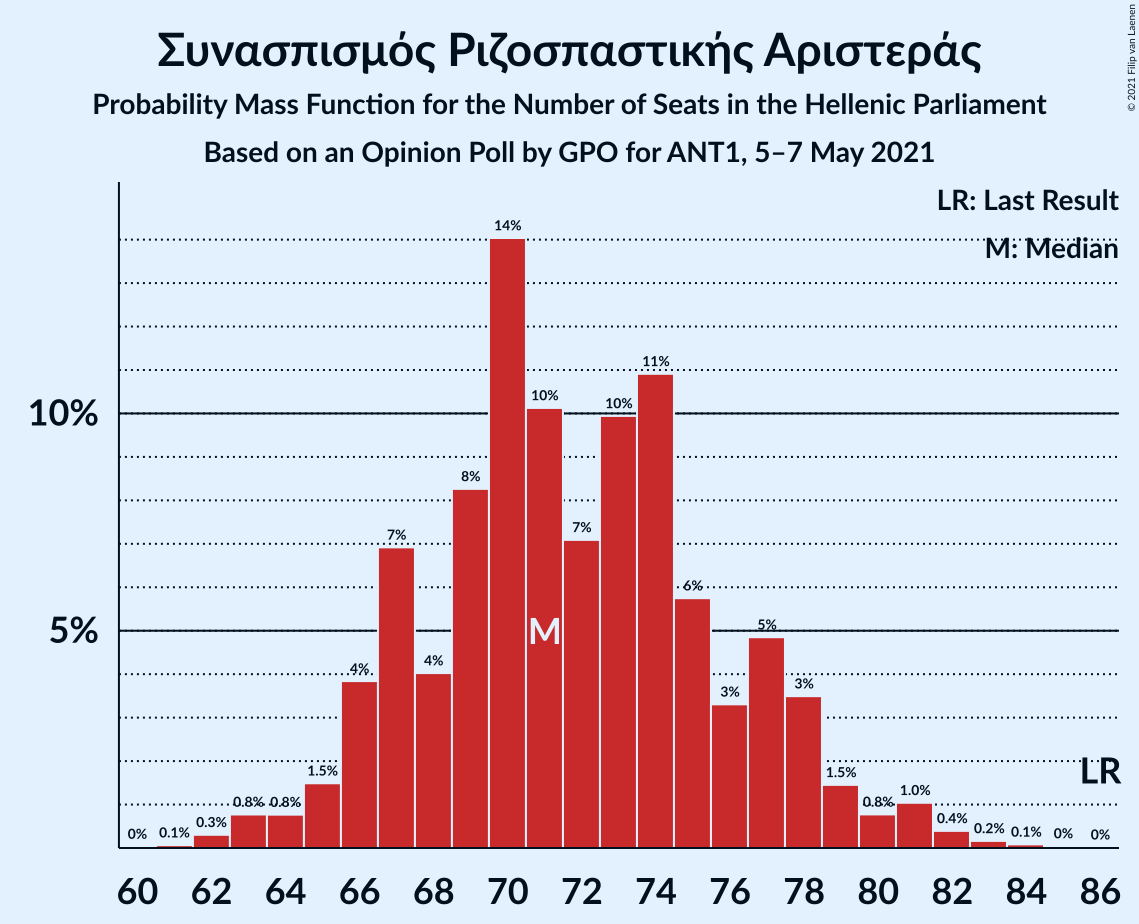 Συνασπισμός Ριζοσπαστικής Αριστεράς
Probability Mass Function for the Number of Seats in the Hellenic Parliament
Based on an Opinion Poll by GPO for ANT1, 5–7 May 2021
© 2021 Filip van Laenen
LR: Last Result
M: Median
10%
5%
0% 0.1% 0.3% 0.8% 0.8% 1.5% 4% 7% 4% 8% 14% 10% 7% 10% 11% 6% 3% 5% 3% 1.5% 0.8% 1.0% 0.4% 0.2% 0.1% 0% 0%
M
LR
60 62 64 66 68 70 72 74 76 78 80 82 84 86